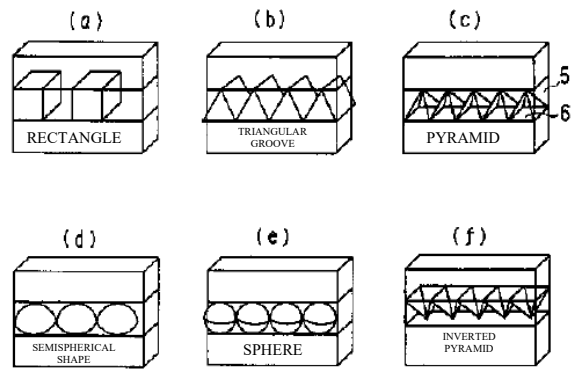 (a)
(b)
(c)
RECTANGLE
TRIANGULAR
GROOVE
PYRAMID
5
6
(d)
(e)
(f)
SEMISPHERICAL
SHAPE
SPHERE
INVERTED
PYRAMID